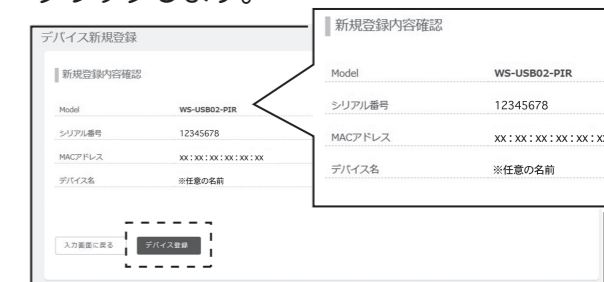 クリックします。
デバイス新規登録
新規登録内容確認
Model WS-USB02-PIR
シリアル番号 12345678
MACアドレス xx:xx:xx:xx:xx:xx
デバイス名 ※任意の名前
入力画面に戻る デバイス登録
新規登録内容確認
Model WS-USB02-PIR
シリアル番号 12345678
MACアドレス xx:xx:xx:xx:xx
デバイス名 ※任意の名前